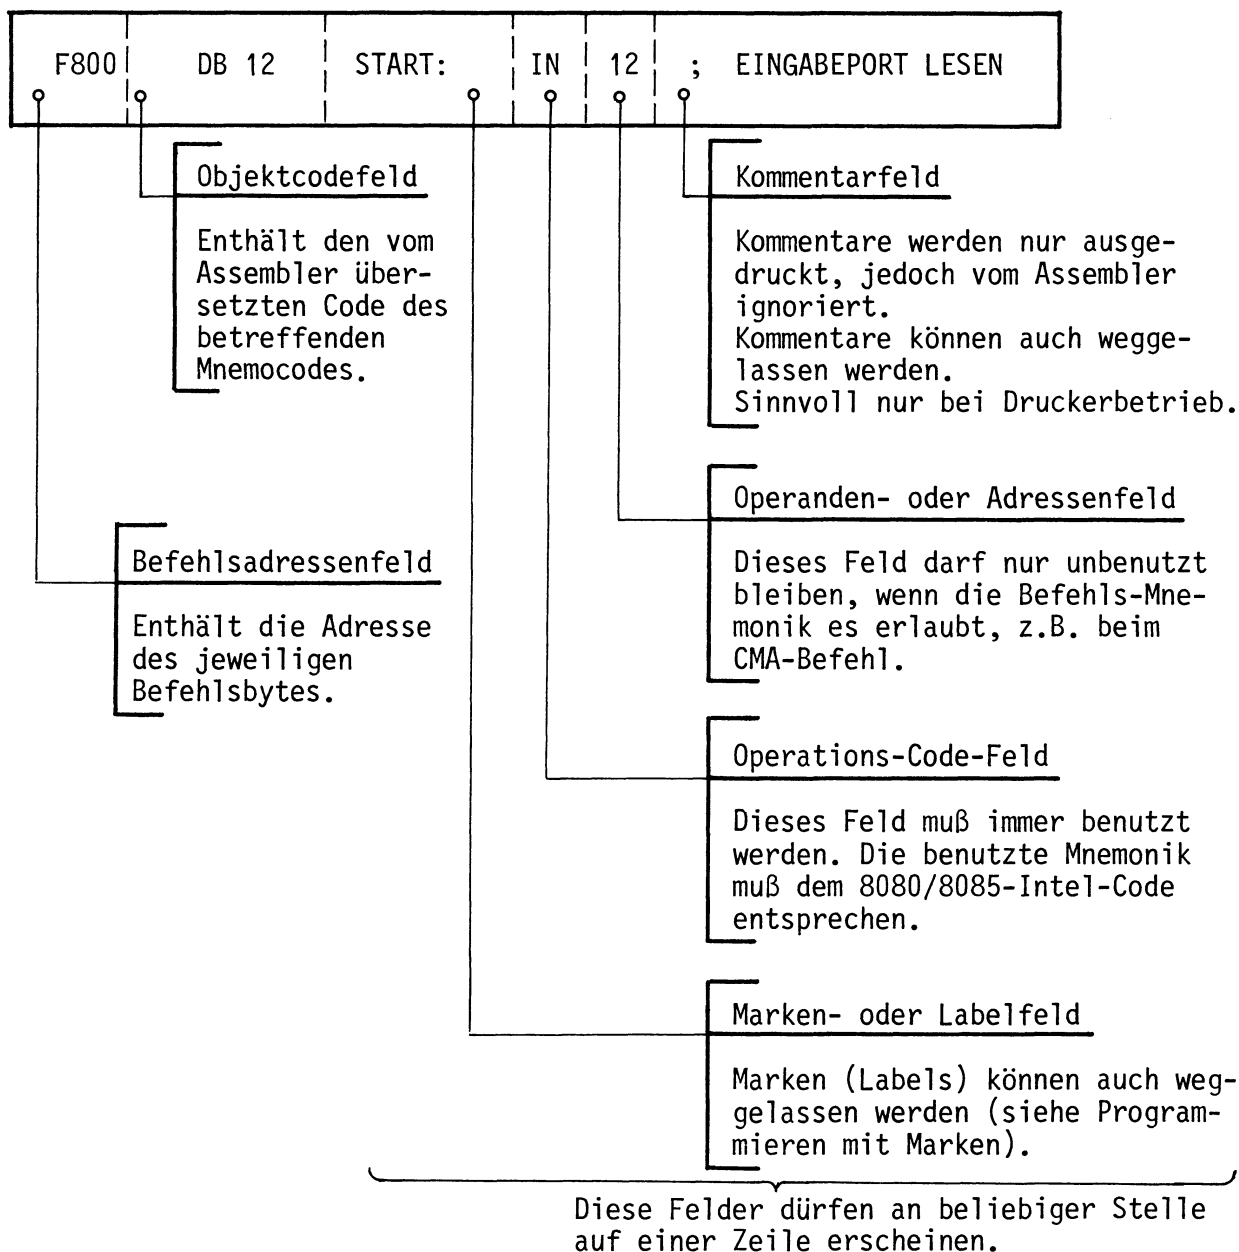 F800 DB 12 START: IN 12 ; EINGABEPORT LESEN
Objektcodefeld
Enthält den vom
Assembler über-
setzten Code des
betreffenden
Mnemocodes.
Befehlsadressenfeld
Enthält die Adresse
des jeweiligen
Befehlsbytes.
Kommentarfeld
Kommentare werden nur ausge-
druckt, jedoch vom Assembler
ignoriert.
Kommentare können auch wegge-
lassen werden.
Sinnvoll nur bei Druckerbetrieb.
Operanden- oder Adressenfeld
Dieses Feld darf nur unbenutzt
bleiben, wenn die Befehls-Mne-
monik es erlaubt, z.B. beim
CMA-Befehl.
Operations-Code-Feld
Dieses Feld muß immer benutzt
werden. Die benutzte Mnemonik
muß dem 8080/8085-Intel-Code
entsprechen.
Marken- oder Labelfeld
Marken (Labels) können auch weg-
gelassen werden (siehe Program-
mieren mit Marken).
Diese Felder dürfen an beliebiger Stelle
auf einer Zeile erscheinen.